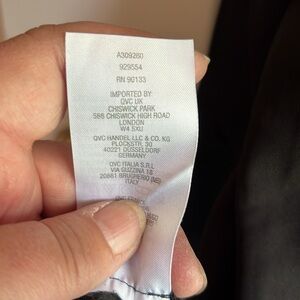 A309260
929554
RN 90133
IMPORTED BY:
QVC UK
CHISWICK PARK
566 CHISWICK HIGH ROAD
LONDON
W4 5XU
QVC HANDEL LLC & CO. KG
PLOCKSTR. 30
40221 DUSSELDORF
GERMANY
QVC ITALIA S.R.L
VIA GUZZINA 18
20861 BRUGHERIO (MB)
ITALY